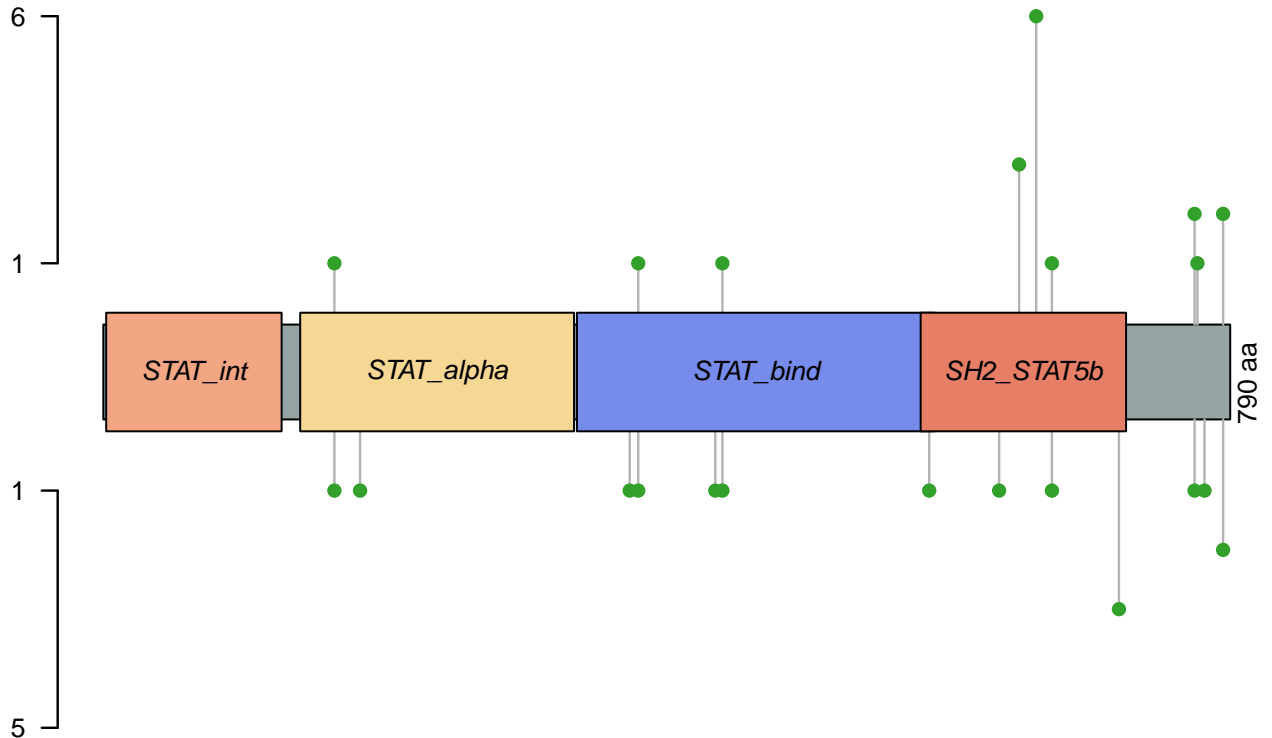 6
1
STAT_int
STAT_alpha
STAT_bind
SH2_STAT5b
790 aa
1
5